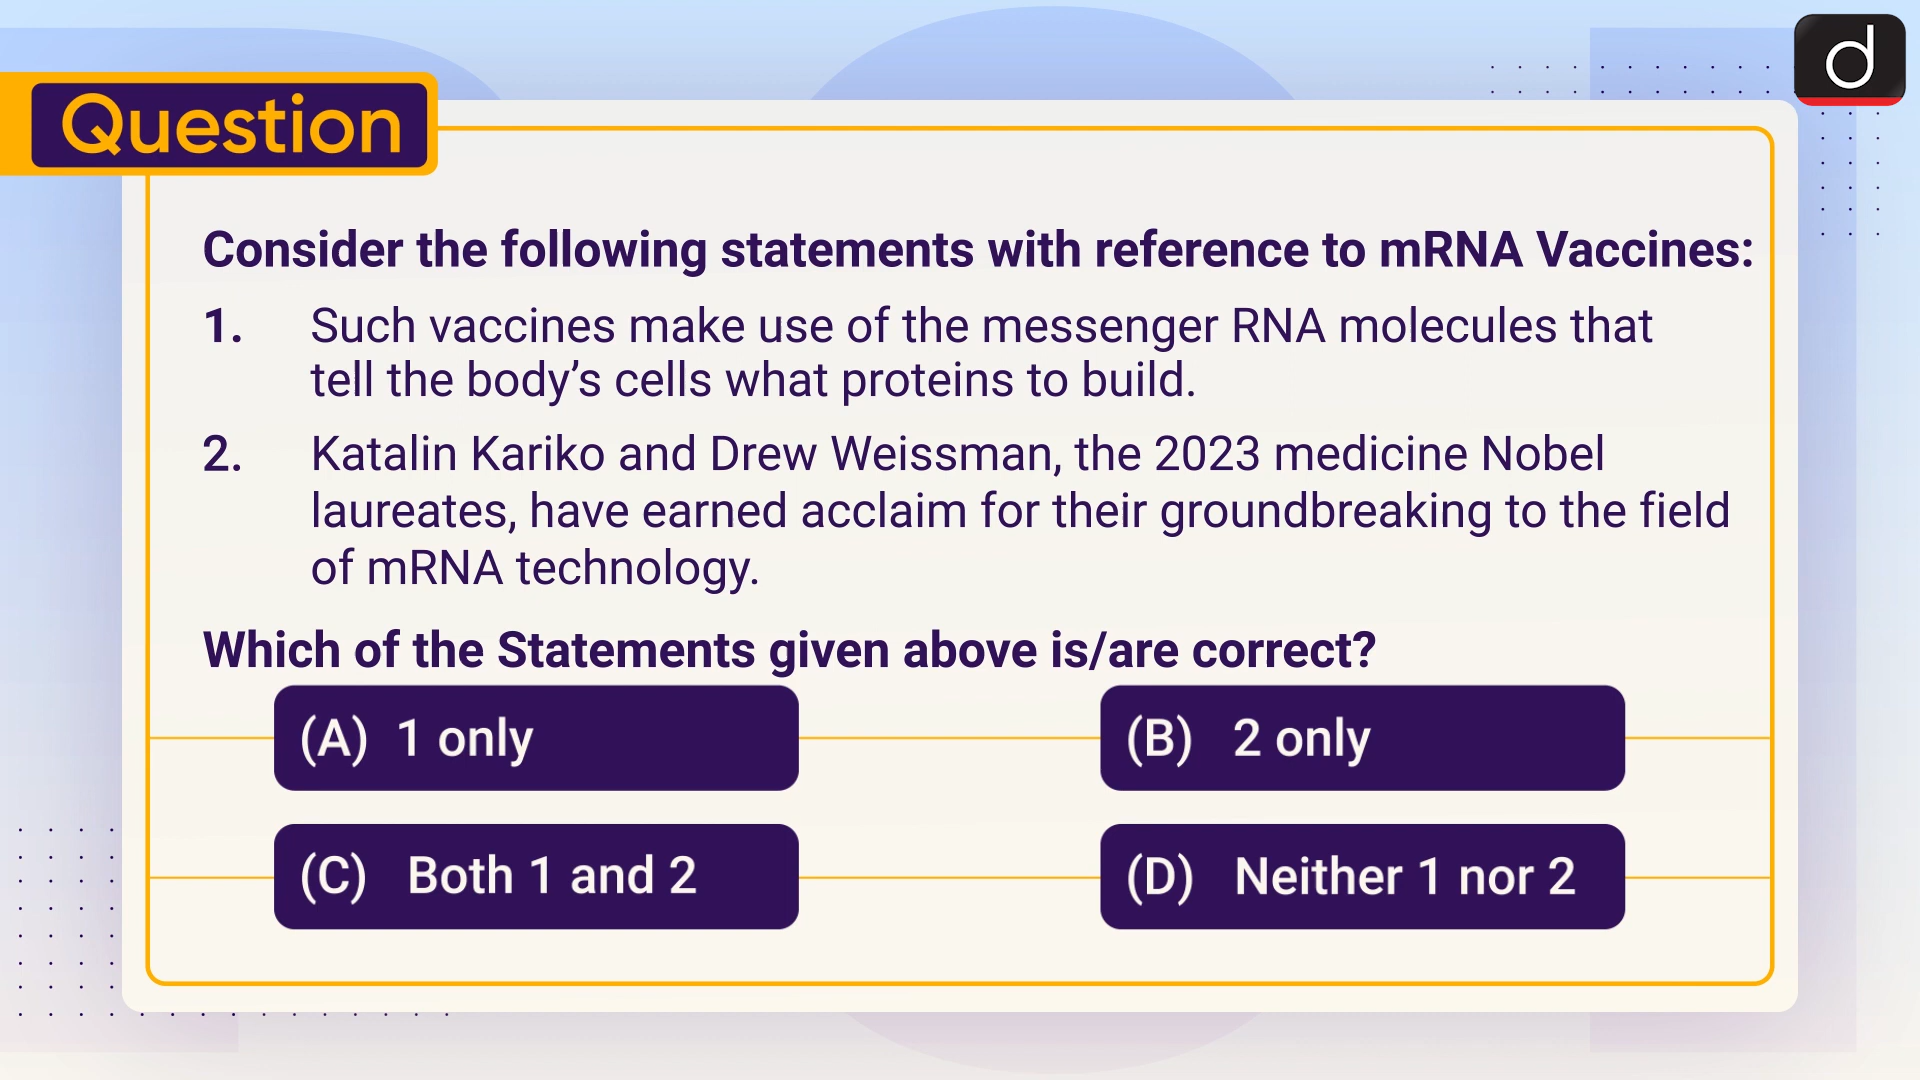 d
Question
Consider the following statements with reference to mRNA Vaccines:
1. Such vaccines make use of the messenger RNA molecules that
tell the body’s cells what proteins to build.
2. Katalin Kariko and Drew Weissman, the 2023 medicine Nobel
laureates, have earned acclaim for their groundbreaking to the field
of mRNA technology.
Which of the Statements given above is/are correct?
(A) 1 only
(B) 2 only
(C) Both 1 and 2
(D) Neither 1 nor 2